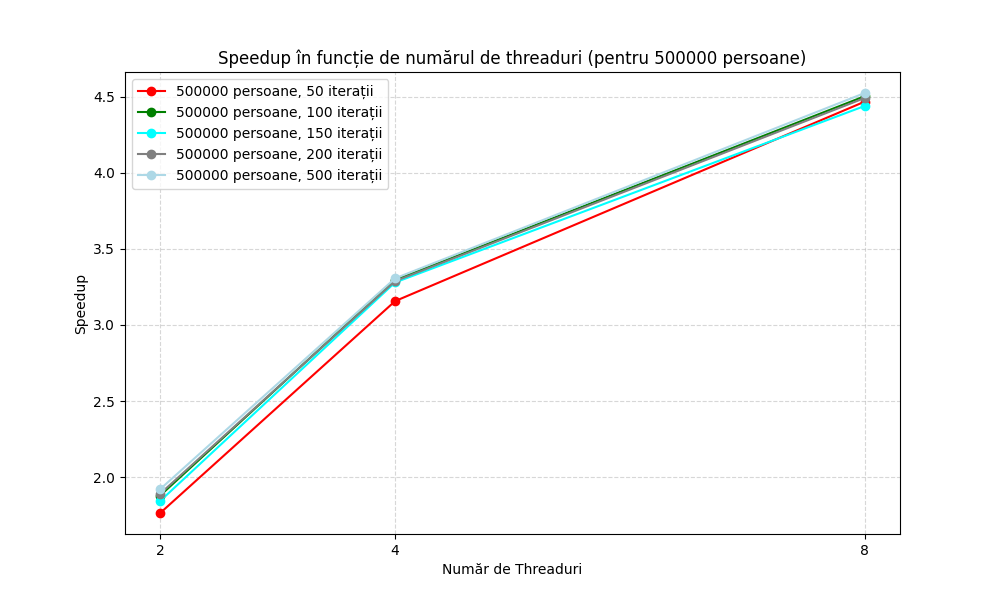 Speedup în funcție de numărul de threaduri (pentru 500000 persoane)
500000 persoane, 50 iterații
500000 persoane, 100 iterații
500000 persoane, 150 iterații
500000 persoane, 200 iterații
500000 persoane, 500 iterații
4.5
4.0
3.5
3.0
2.5
2.0
Speedup
2
4
8
Număr de Threaduri